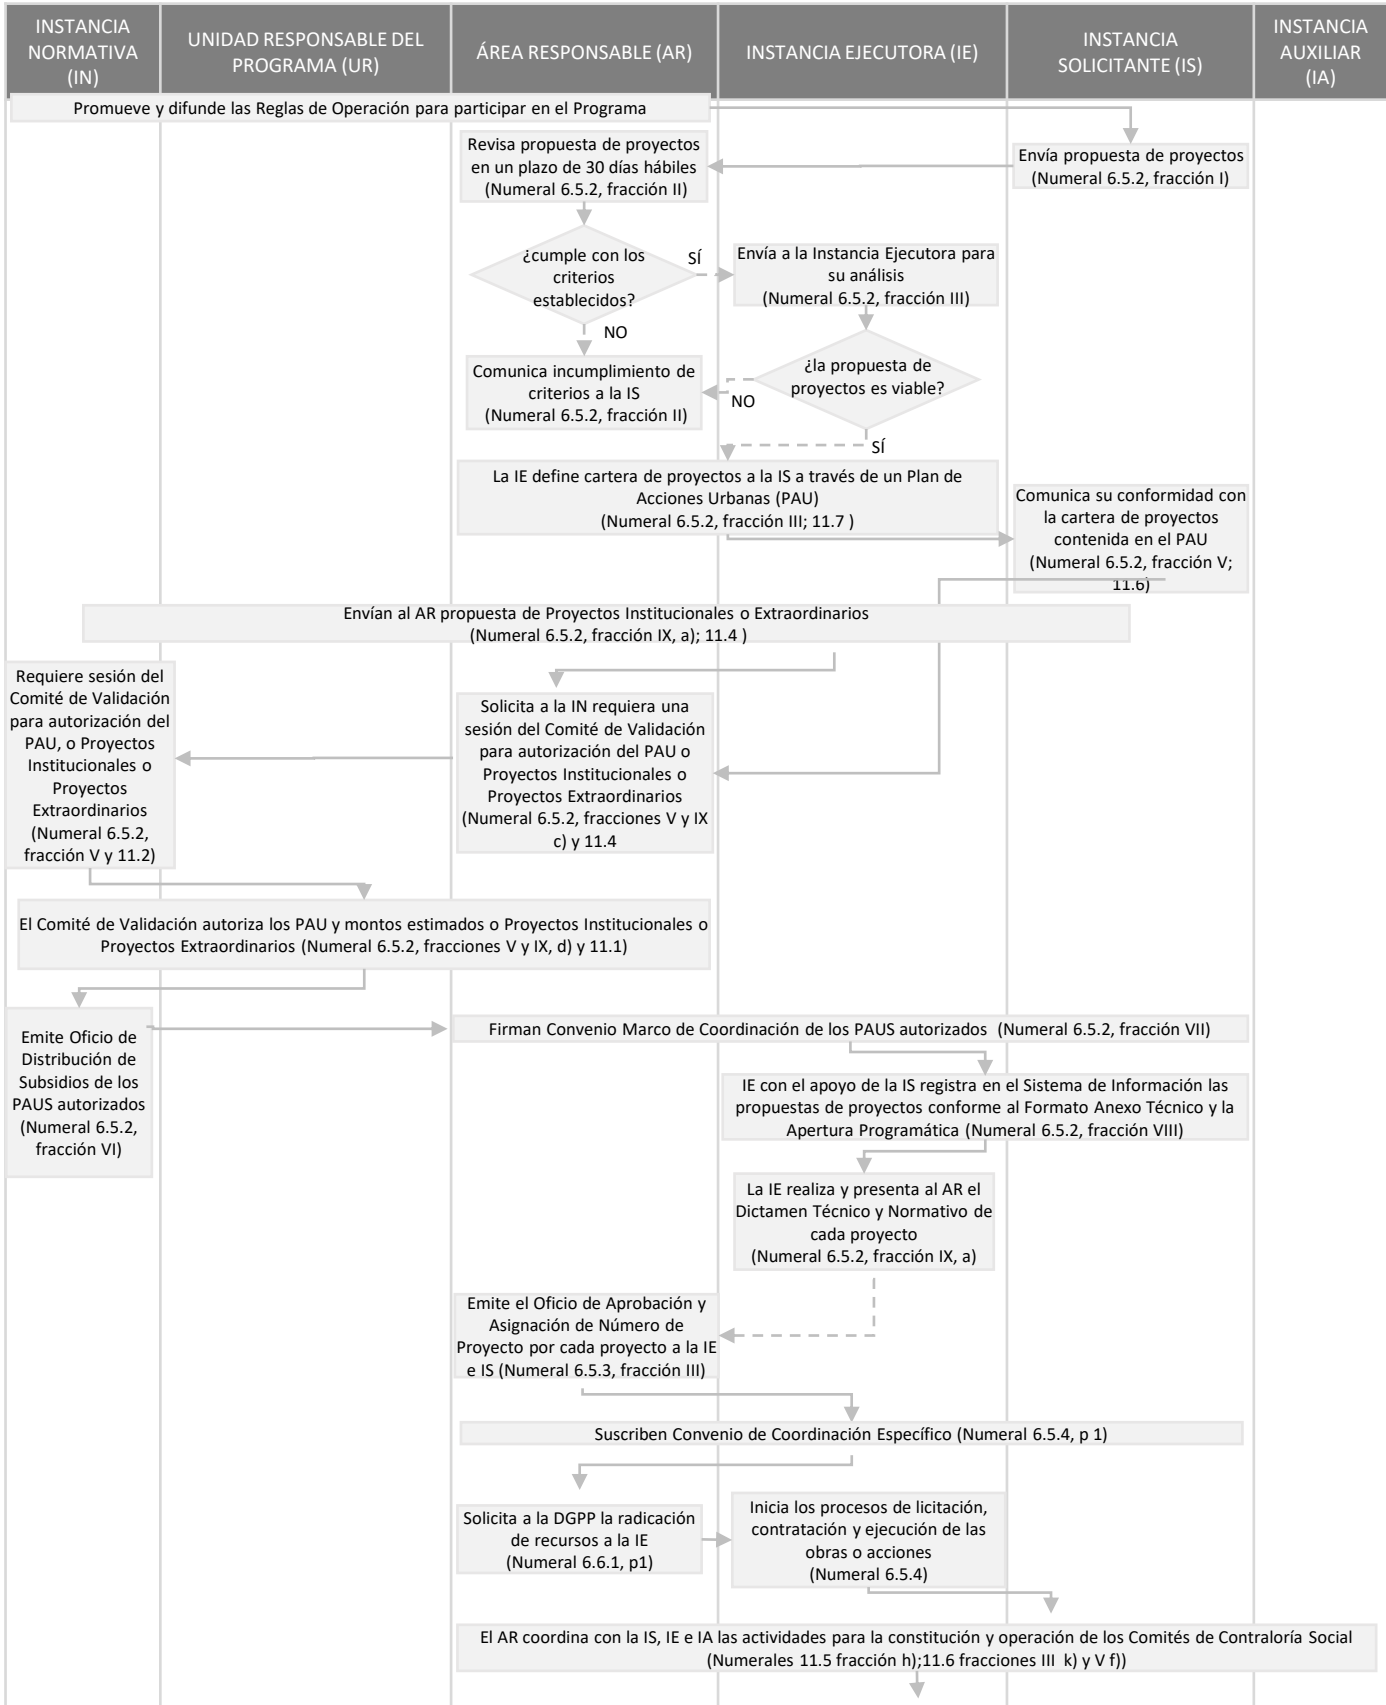 INSTANCIA
NORMATIVA
(IN)
UNIDAD RESPONSABLE DEL
PROGRAMA (UR)
ÁREA RESPONSABLE (AR)
INSTANCIA EJECUTORA (IE)
INSTANCIA
SOLICITANTE (IS)
INSTANCIA
AUXILIAR
(IA)
Promueve y difunde las Reglas de Operación para participar en el Programa
Revisa propuesta de proyectos
en un plazo de 30 días hábiles
(Numeral 6.5.2, fracción II)
Envía propuesta de proyectos
(Numeral 6.5.2, fracción I)
¿cumple con los
criterios
establecidos?
SÍ
Envía a la Instancia Ejecutora para
su análisis
(Numeral 6.5.2, fracción III)
NO
Comunica incumplimiento de
criterios a la IS
(Numeral 6.5.2, fracción II)
¿la propuesta de
proyectos es viable?
NO
SÍ
La IE define cartera de proyectos a la IS a través de un Plan de
Acciones Urbanas (PAU)
(Numeral 6.5.2, fracción III; 11.7 )
Comunica su conformidad con
la cartera de proyectos
contenida en el PAU
(Numeral 6.5.2, fracción V;
11.6)
Envían al AR propuesta de Proyectos Institucionales o Extraordinarios
(Numeral 6.5.2, fracción IX, a); 11.4 )
Requiere sesión del
Comité de Validación
para autorización del
PAU, o Proyectos
Institucionales o
Proyectos
Extraordinarios
(Numeral 6.5.2,
fracción V y 11.2)
Solicita a la IN requiera una
sesión del Comité de Validación
para autorización del PAU o
Proyectos Institucionales o
Proyectos Extraordinarios
(Numeral 6.5.2, fracciones V y IX
c) y 11.4
El Comité de Validación autoriza los PAU y montos estimados o Proyectos Institucionales o
Proyectos Extraordinarios (Numeral 6.5.2, fracciones V y IX, d) y 11.1)
Emite Oficio de
Distribución de
Subsidios de los
PAUS autorizados
(Numeral 6.5.2,
fracción VI)
Firman Convenio Marco de Coordinación de los PAUS autorizados (Numeral 6.5.2, fracción VII)
IE con el apoyo de la IS registra en el Sistema de Información las
propuestas de proyectos conforme al Formato Anexo Técnico y la
Apertura Programática (Numeral 6.5.2, fracción VIII)
La IE realiza y presenta al AR el
Dictamen Técnico y Normativo de
cada proyecto
(Numeral 6.5.2, fracción IX, a)
Emite el Oficio de Aprobación y
Asignación de Número de
Proyecto por cada proyecto a la IE
e IS (Numeral 6.5.3, fracción III)
Suscriben Convenio de Coordinación Específico (Numeral 6.5.4, p 1)
Solicita a la DGPP la radicación
de recursos a la IE
(Numeral 6.6.1, p1)
Inicia los procesos de licitación,
contratación y ejecución de las
obras o acciones
(Numeral 6.5.4)
El AR coordina con la IS, IE e IA las actividades para la constitución y operación de los Comités de Contraloría Social
(Numerales 11.5 fracción h);11.6 fracciones III k) y V f))